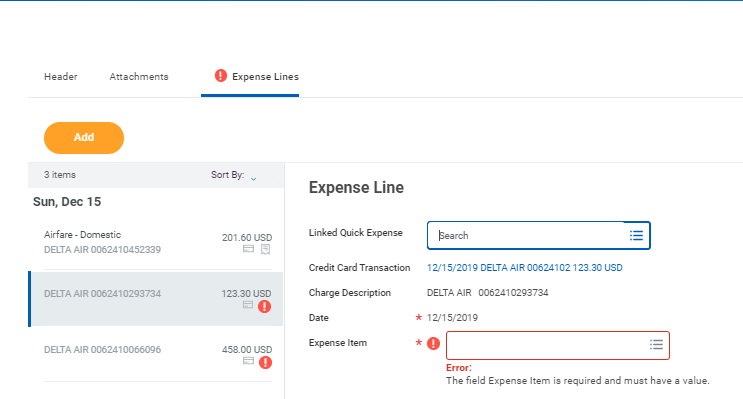 Header Attachments ! Expense Lines
Add
3 items Sort By:
Sun, Dec 15
Airfare - Domestic 201.60 USD
DELTA AIR 0062410452339
DELTA AIR 0062410293734 123.30 USD
!
DELTA AIR 0062410066096 458.00 USD
!
Expense Line
Linked Quick Expense Search
Credit Card Transaction 12/15/2019 DELTA AIR 00624102 123.30 USD
Charge Description DELTA AIR 0062410293734
Date * 12/15/2019
Expense Item * !
Error:
The field Expense Item is required and must have a value.